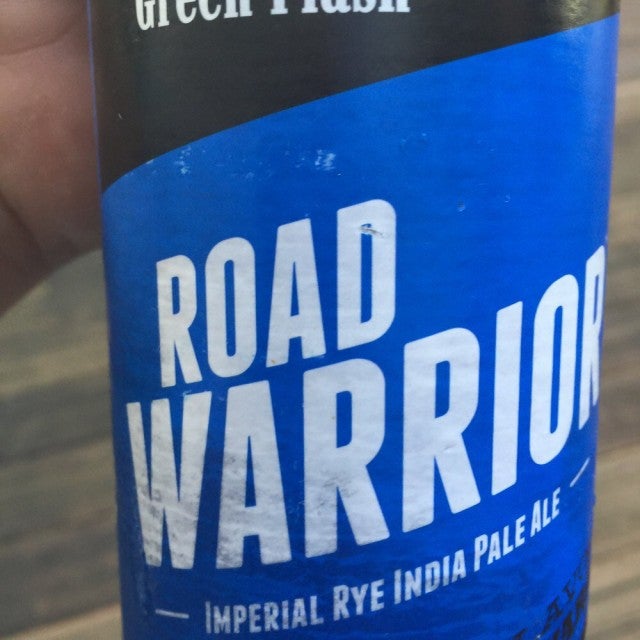 Green Flash
ROAD
WARRIOR
— IMPERIAL RYE INDIA PALE ALE —